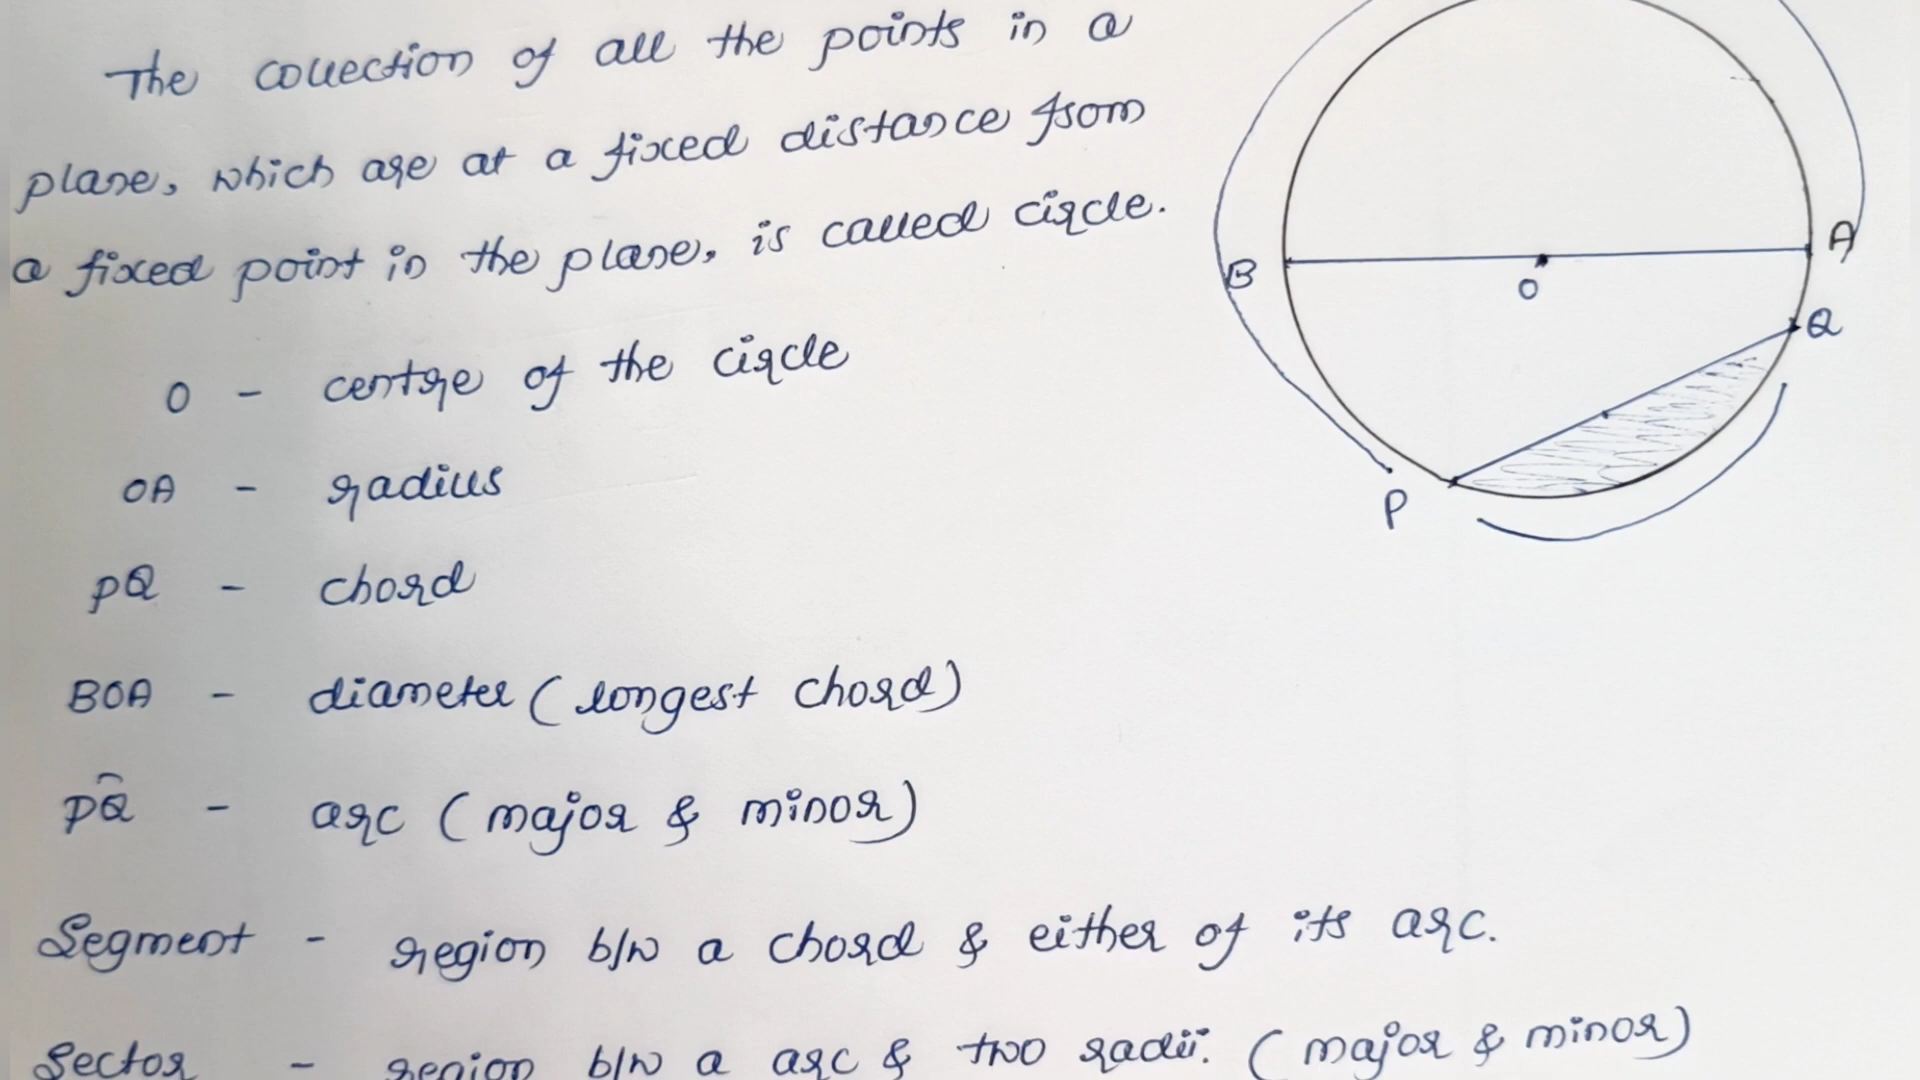 The collection of all the points in a
plane, which are at a fixed distance from
a fixed point in the plane, is called circle.
O - centre of the circle
OA - radius
PQ - chord
BOA - diameter (longest chord)
P͡Q - arc (major & minor)
Segment - region b/w a chord & either of its arc.
Sector - region b/w a arc & two radii. (major & minor)
B
O
A
Q
P